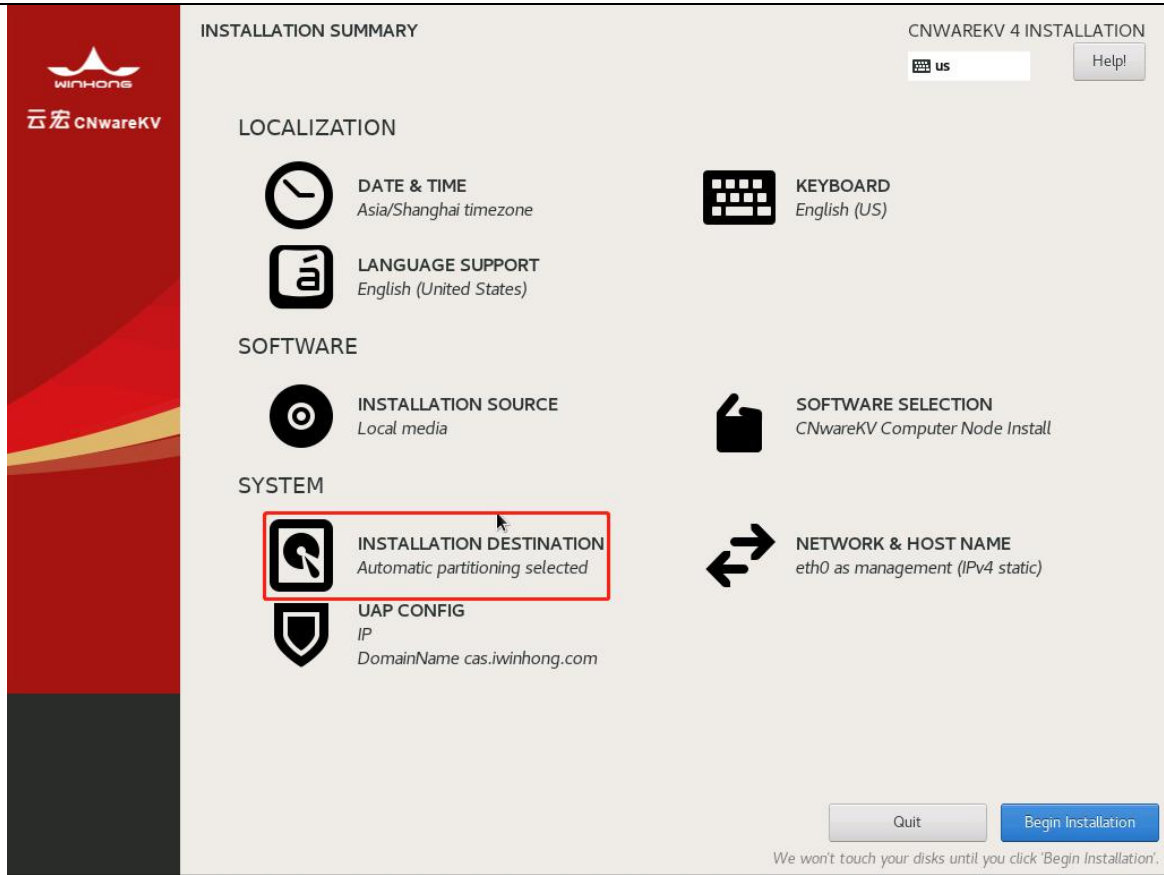 INSTALLATION SUMMARY
CNWAREKV 4 INSTALLATION
us
Help!
WINHONG
云宏 CNwareKV
LOCALIZATION
DATE & TIME
Asia/Shanghai timezone
KEYBOARD
English (US)
á
LANGUAGE SUPPORT
English (United States)
SOFTWARE
INSTALLATION SOURCE
Local media
SOFTWARE SELECTION
CNwareKV Computer Node Install
SYSTEM
INSTALLATION DESTINATION
Automatic partitioning selected
NETWORK & HOST NAME
eth0 as management (IPv4 static)
UAP CONFIG
IP
DomainName cas.iwinhong.com
Quit
Begin Installation
We won't touch your disks until you click 'Begin Installation'.